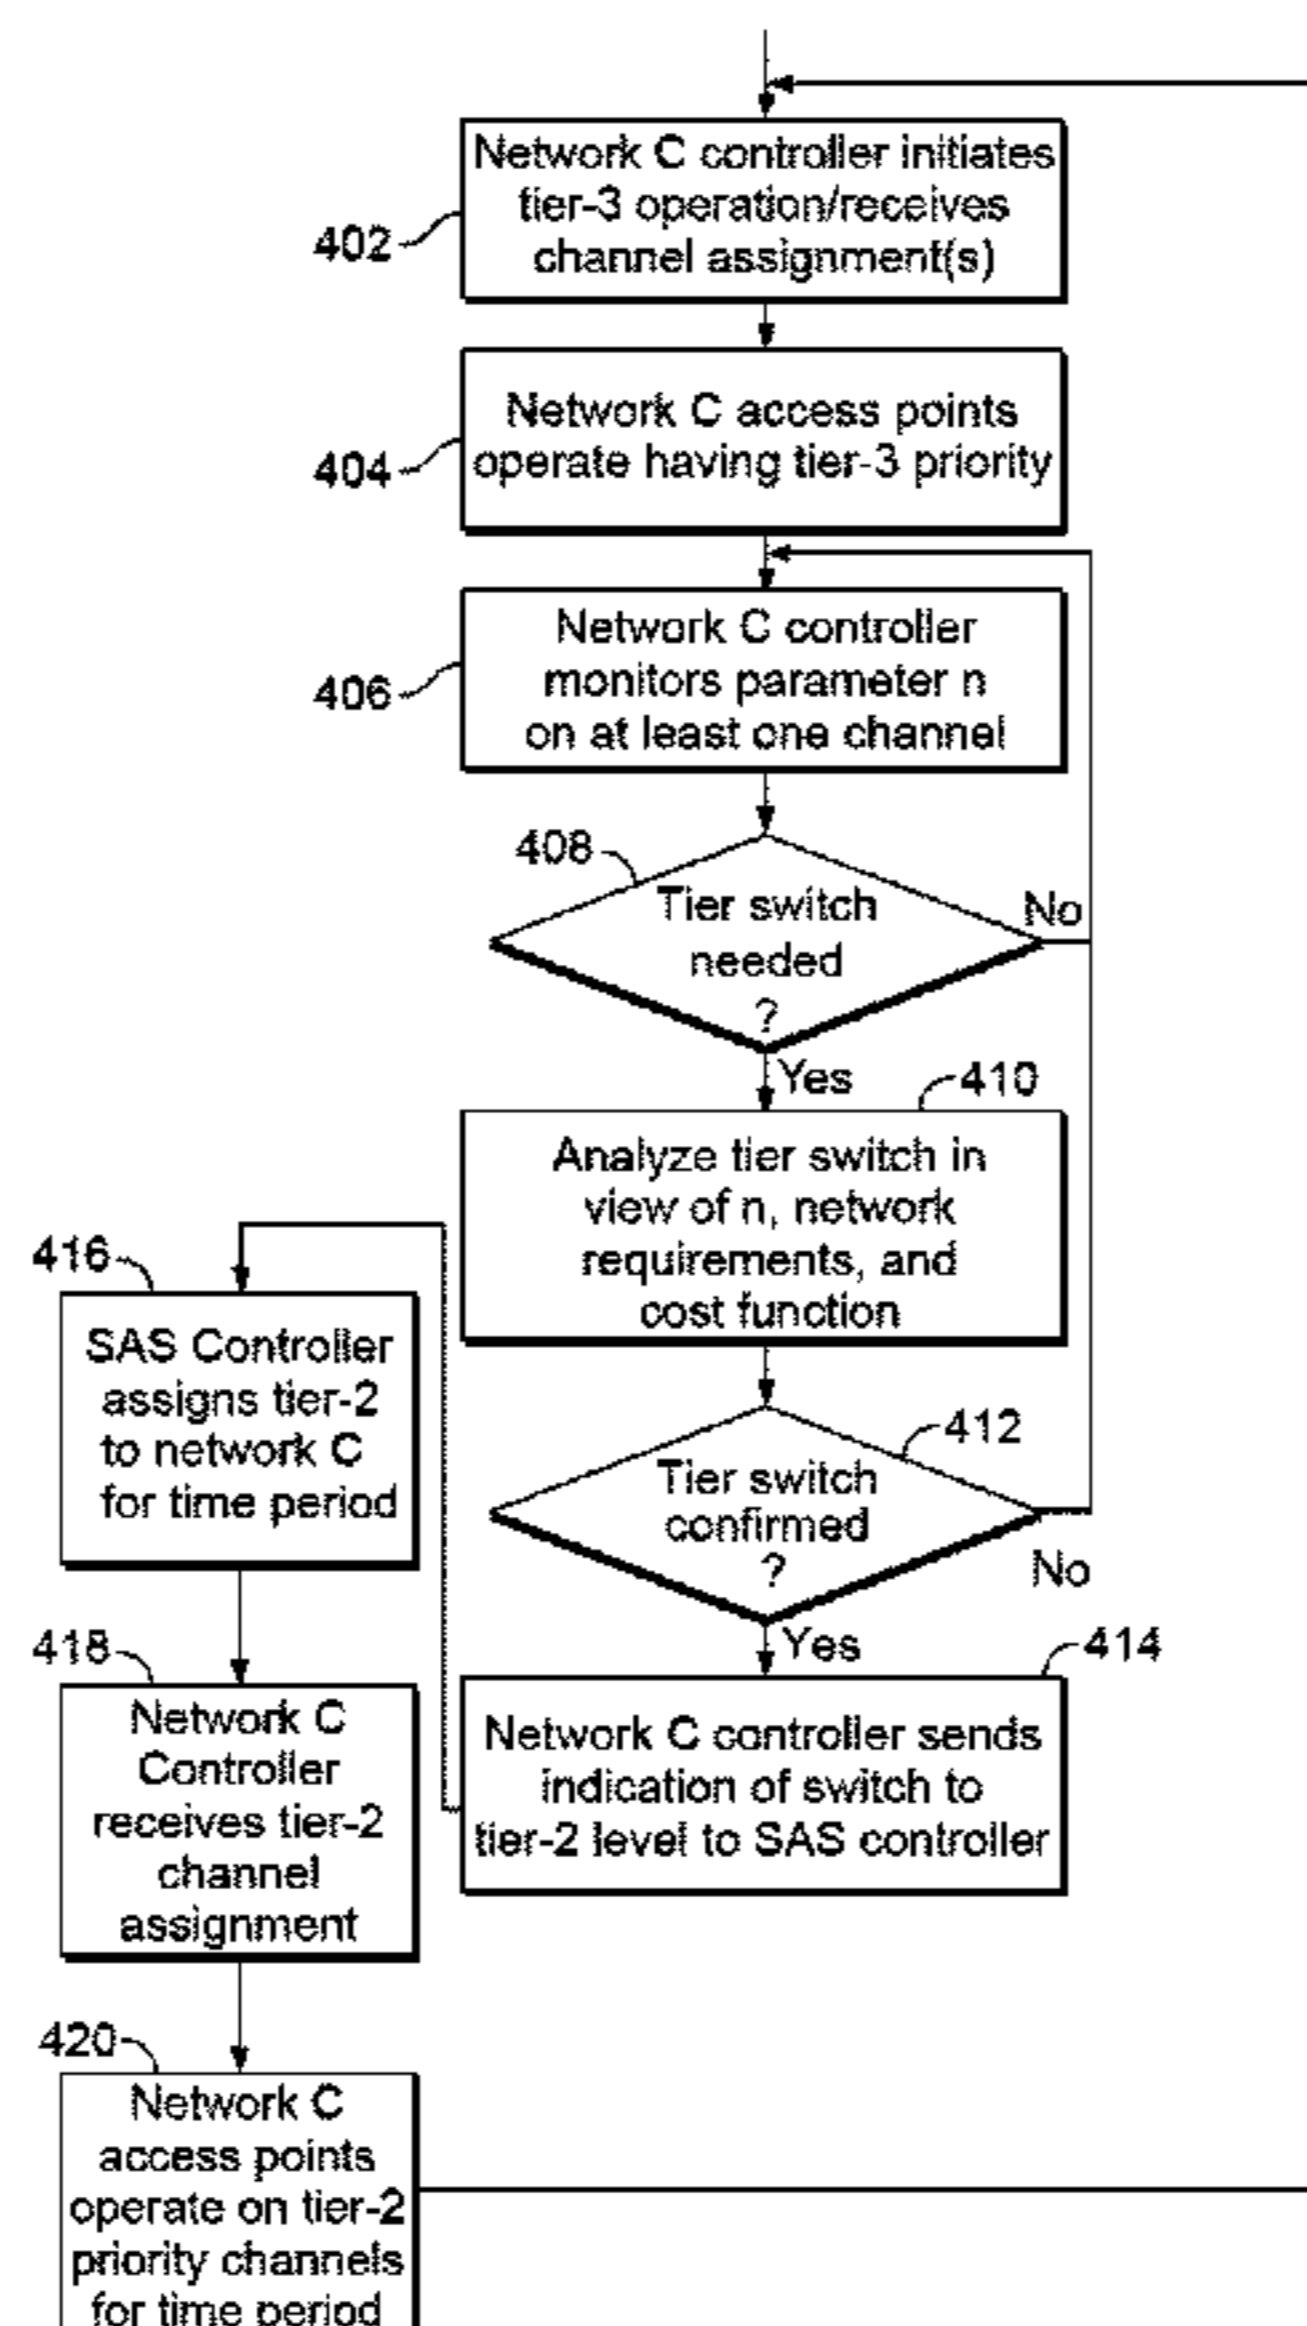 Network C controller initiates
tier-3 operation/receives
channel assignment(s)
402
Network C access points
operate having tier-3 priority
404
Network C controller
monitors parameter n
on at least one channel
406
408
Tier switch
needed
?
No
Yes
410
Analyze tier switch in
view of n, network
requirements, and
cost function
412
Tier switch
confirmed
?
No
Yes
414
Network C controller sends
indication of switch to
tier-2 level to SAS controller
416
SAS Controller
assigns tier-2
to network C
for time period
418
Network C
Controller
receives tier-2
channel
assignment
420
Network C
access points
operate on tier-2
priority channels
for time period